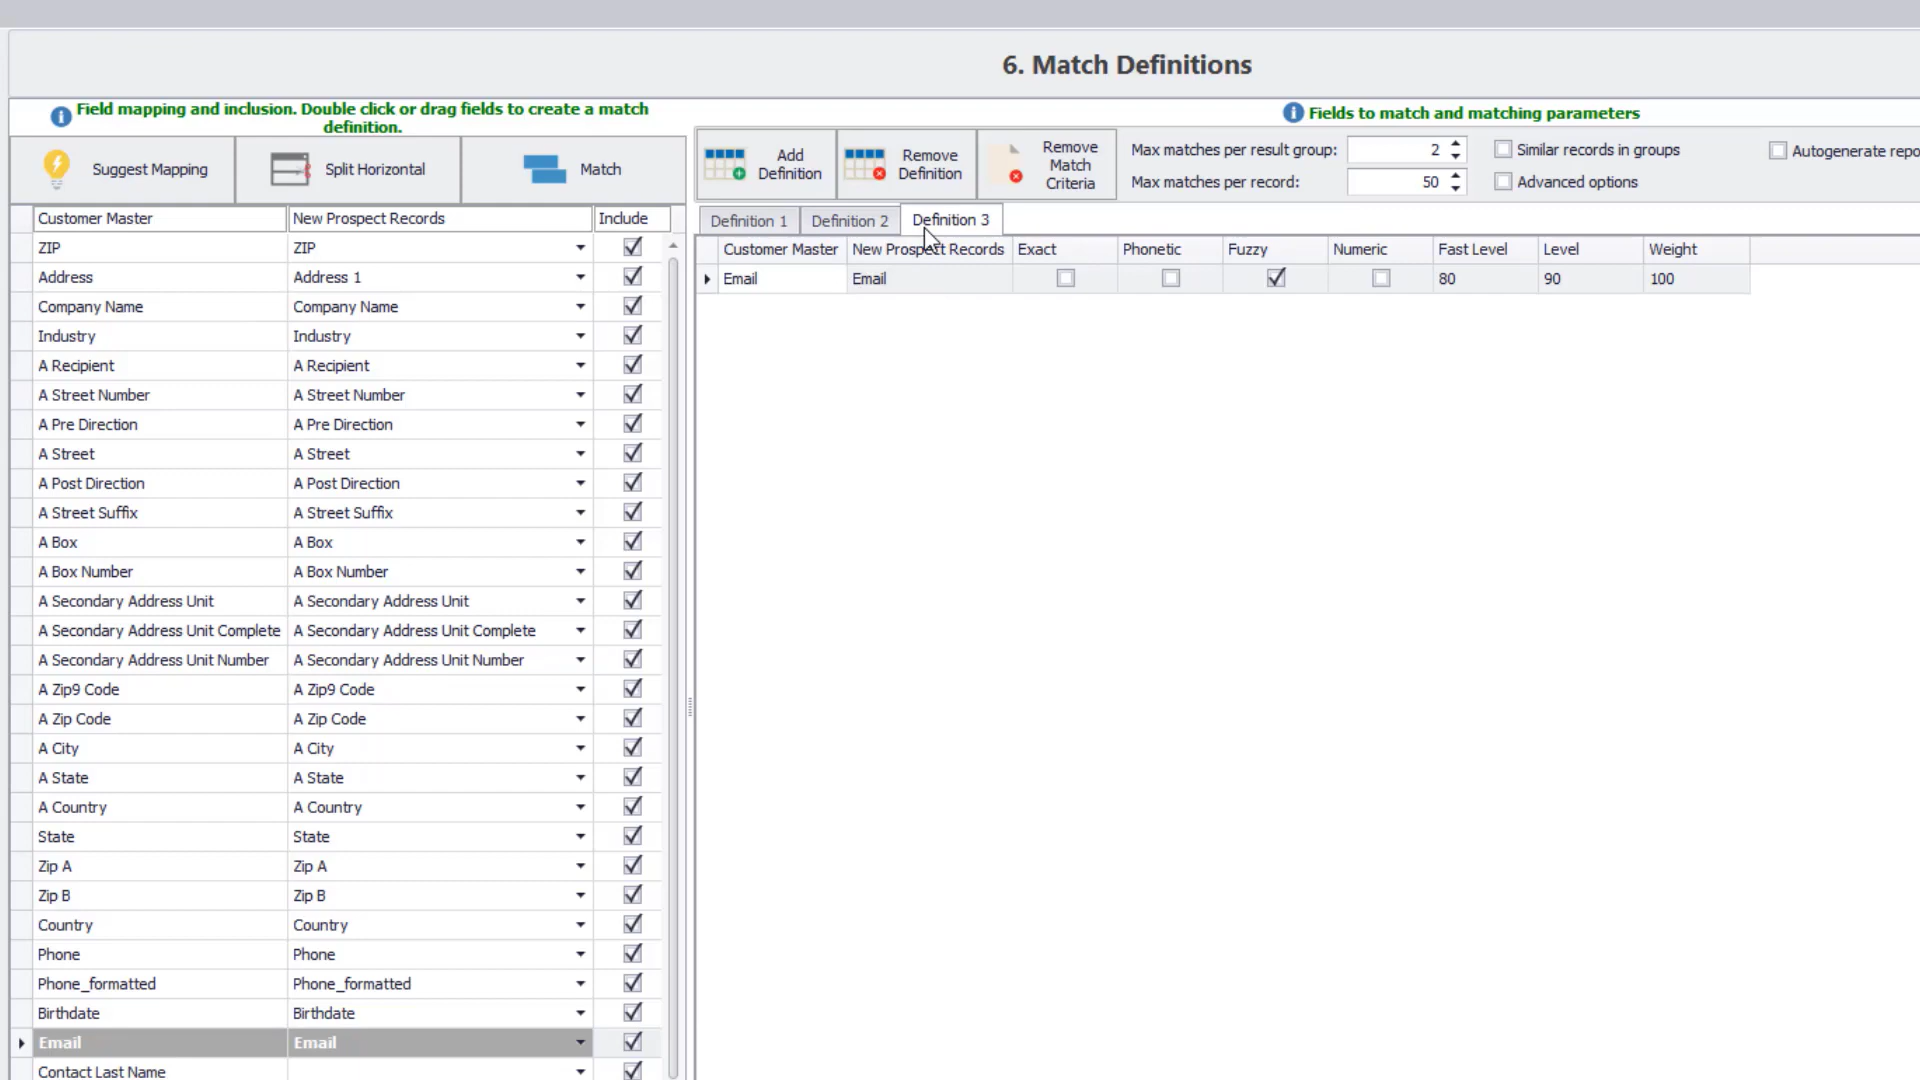 6. Match Definitions
Field mapping and inclusion. Double click or drag fields to create a match
definition.
Fields to match and matching parameters
Suggest Mapping
Split Horizontal
Match
Add
Definition
Remove
Definition
Remove
Match
Criteria
Max matches per result group: 2
Max matches per record: 50
Similar records in groups
Advanced options
Autogenerate repo
Definition 1 Definition 2 Definition 3
Customer Master New Prospect Records Exact Phonetic Fuzzy Numeric Fast Level Level Weight
Email Email 80 90 100
Customer Master New Prospect Records Include
ZIP ZIP
Address Address 1
Company Name Company Name
Industry Industry
A Recipient A Recipient
A Street Number A Street Number
A Pre Direction A Pre Direction
A Street A Street
A Post Direction A Post Direction
A Street Suffix A Street Suffix
A Box A Box
A Box Number A Box Number
A Secondary Address Unit A Secondary Address Unit
A Secondary Address Unit Complete A Secondary Address Unit Complete
A Secondary Address Unit Number A Secondary Address Unit Number
A Zip9 Code A Zip9 Code
A Zip Code A Zip Code
A City A City
A State A State
A Country A Country
State State
Zip A Zip A
Zip B Zip B
Country Country
Phone Phone
Phone_formatted Phone_formatted
Birthdate Birthdate
Email Email
Contact Last Name